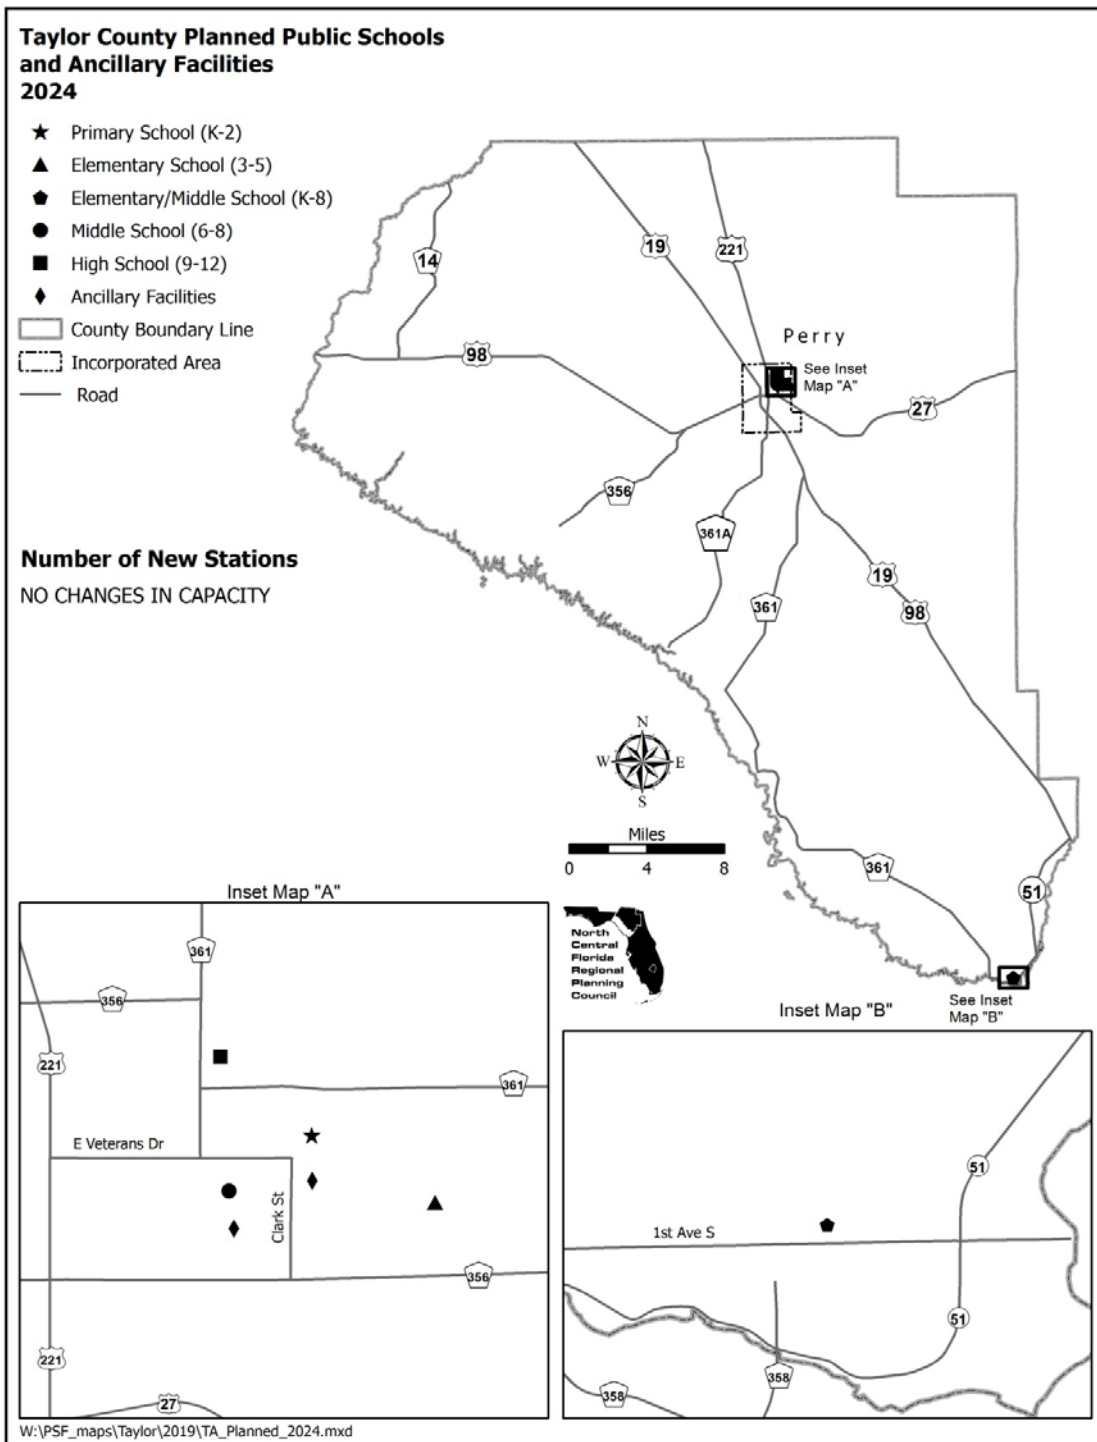 Taylor County Planned Public Schools
and Ancillary Facilities
2024
Primary School (K-2)
Elementary School (3-5)
Elementary/Middle School (K-8)
Middle School (6-8)
High School (9-12)
Ancillary Facilities
County Boundary Line
Incorporated Area
Road
19
221
14
Perry
98
See Inset
Map "A"
27
356
361A
Number of New Stations
NO CHANGES IN CAPACITY
19
361
98
N
W E
S
Miles
0 4 8
361
51
Inset Map "A"
North
Central
Florida
Regional
Planning
Council
See Inset
Map "B"
Inset Map "B"
361
356
221
361
E Veterans Dr
Clark St
356
221
27
51
1st Ave S
51
358
358
W:\PSF_maps\Taylor\2019\TA_Planned_2024.mxd